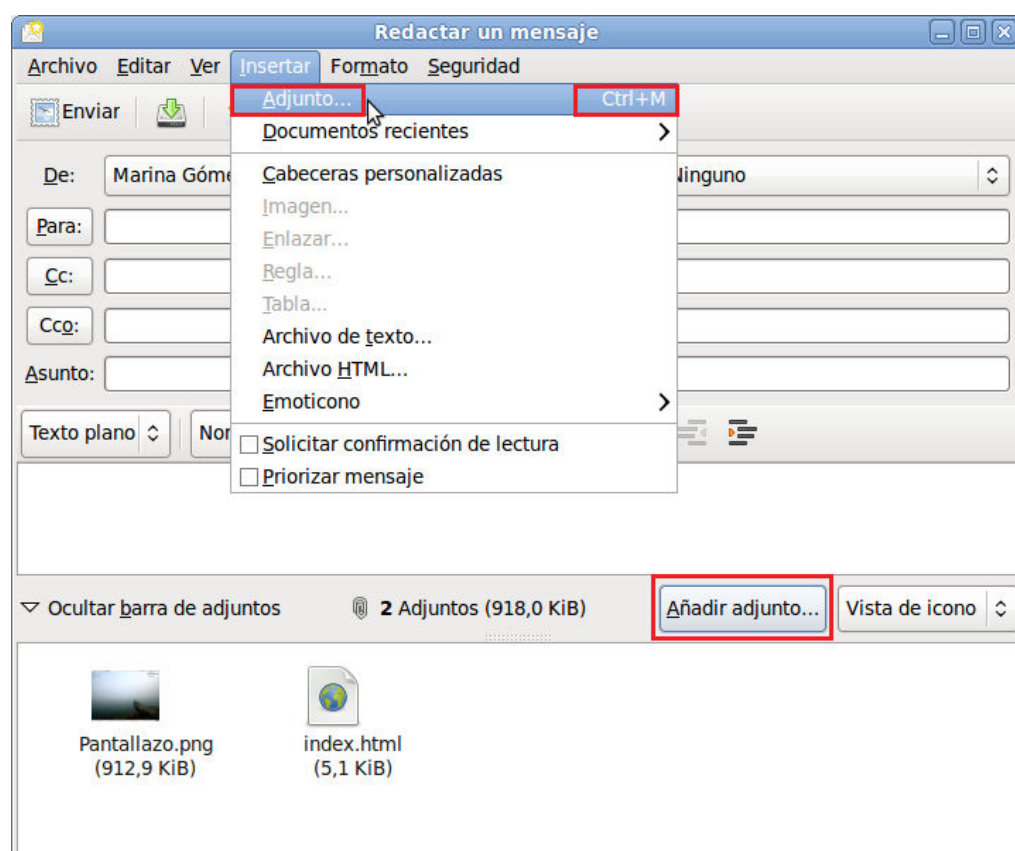 Redactar un mensaje
Archivo Editar Ver Insertar Formato Seguridad
Enviar
Adjunto... Ctrl+M
Documentos recientes
De: Marina Cabeceras personalizadas
Imagen...
Para:
Enlazar...
Cc: Regla...
Tabla...
Cco: Archivo de texto...
Asunto: Archivo HTML...
Emoticono
Texto plano Solicitar confirmación de lectura
Priorizar mensaje
Ocultar barra de adjuntos 2 Adjuntos (918,0 KiB) Añadir adjunto... Vista de icono
Pantallazo.png index.html
(912,9 KiB) (5,1 KiB)